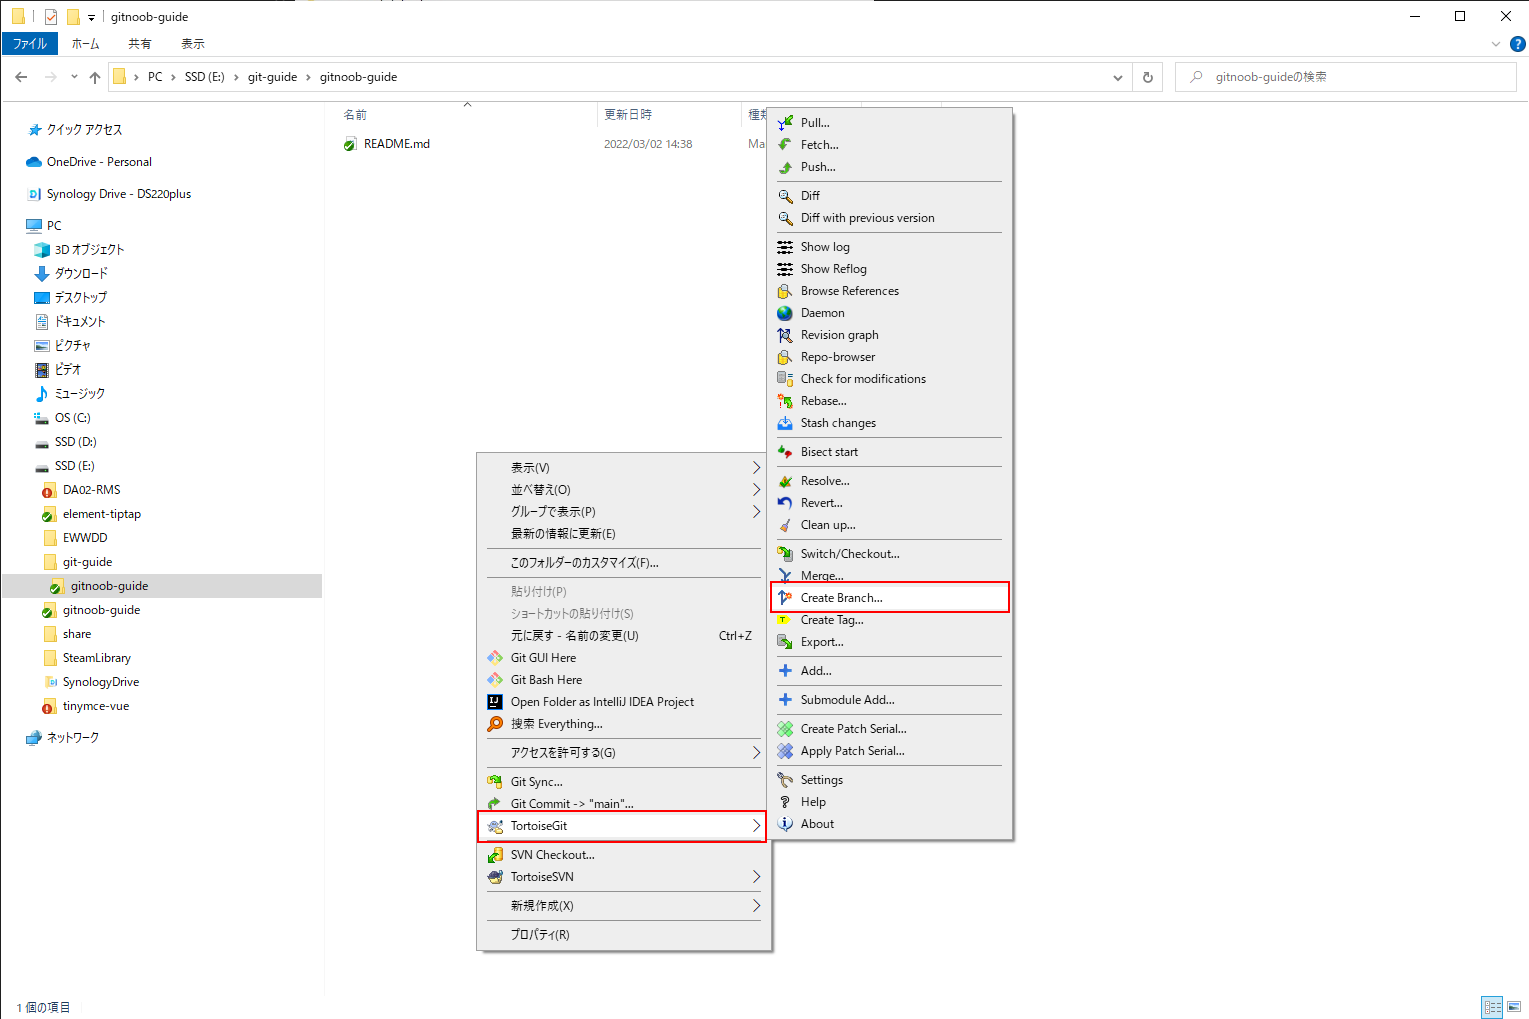 gitnoob-guide
ファイル ホーム 共有 表示
PC SSD (E:) git-guide gitnoob-guide
gitnoob-guideの検索
クイック アクセス
OneDrive - Personal
Synology Drive - DS220plus
PC
3D オブジェクト
ダウンロード
デスクトップ
ドキュメント
ピクチャ
ビデオ
ミュージック
OS (C:)
SSD (D:)
SSD (E:)
DA02-RMS
element-tiptap
EWWDD
git-guide
gitnoob-guide
gitnoob-guide
share
SteamLibrary
SynologyDrive
tinymce-vue
ネットワーク
名前 更新日時 種類
README.md 2022/03/02 14:38 Ma
表示(V)
並べ替え(O)
グループで表示(P)
最新の情報に更新(E)
このフォルダーのカスタマイズ(F)...
貼り付け(P)
ショートカットの貼り付け(S)
元に戻す - 名前の変更(U) Ctrl+Z
Git GUI Here
Git Bash Here
Open Folder as IntelliJ IDEA Project
搜索 Everything...
アクセスを許可する(G)
Git Sync...
Git Commit -> "main"...
TortoiseGit
SVN Checkout...
TortoiseSVN
新規作成(X)
プロパティ(R)
Pull...
Fetch...
Push...
Diff
Diff with previous version
Show log
Show Reflog
Browse References
Daemon
Revision graph
Repo-browser
Check for modifications
Rebase...
Stash changes
Bisect start
Resolve...
Revert...
Clean up...
Switch/Checkout...
Merge...
Create Branch...
Create Tag...
Export...
Add...
Submodule Add...
Create Patch Serial...
Apply Patch Serial...
Settings
Help
About
1 個の項目